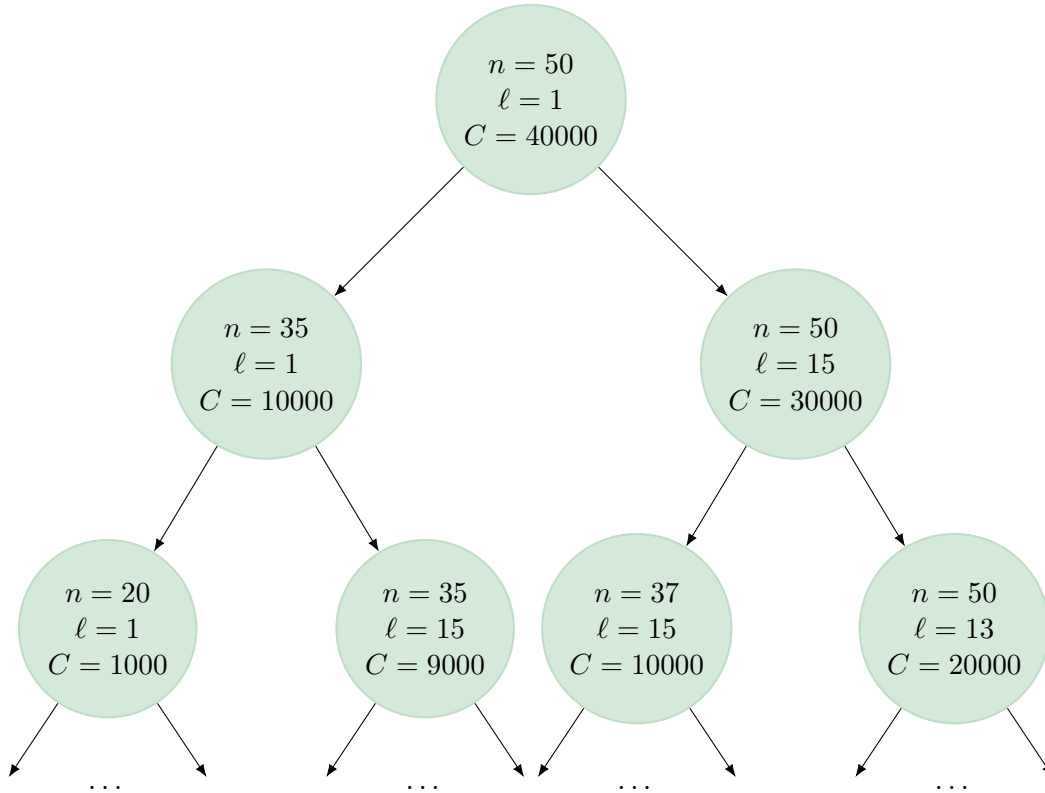 n = 50
ℓ = 1
C = 40000
n = 35
ℓ = 1
C = 10000
n = 50
ℓ = 15
C = 30000
n = 20
ℓ = 1
C = 1000
n = 35
ℓ = 15
C = 9000
n = 37
ℓ = 15
C = 10000
n = 50
ℓ = 13
C = 20000
...
...
...
...